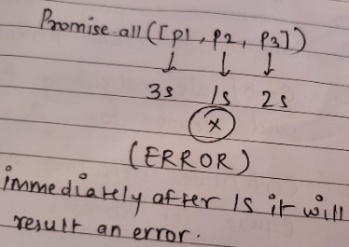 Promise.all([p1, p2, p3])
↓ ↓ ↓
3s 1s 2s
x
(ERROR)
immediately after 1s it will
result an error.